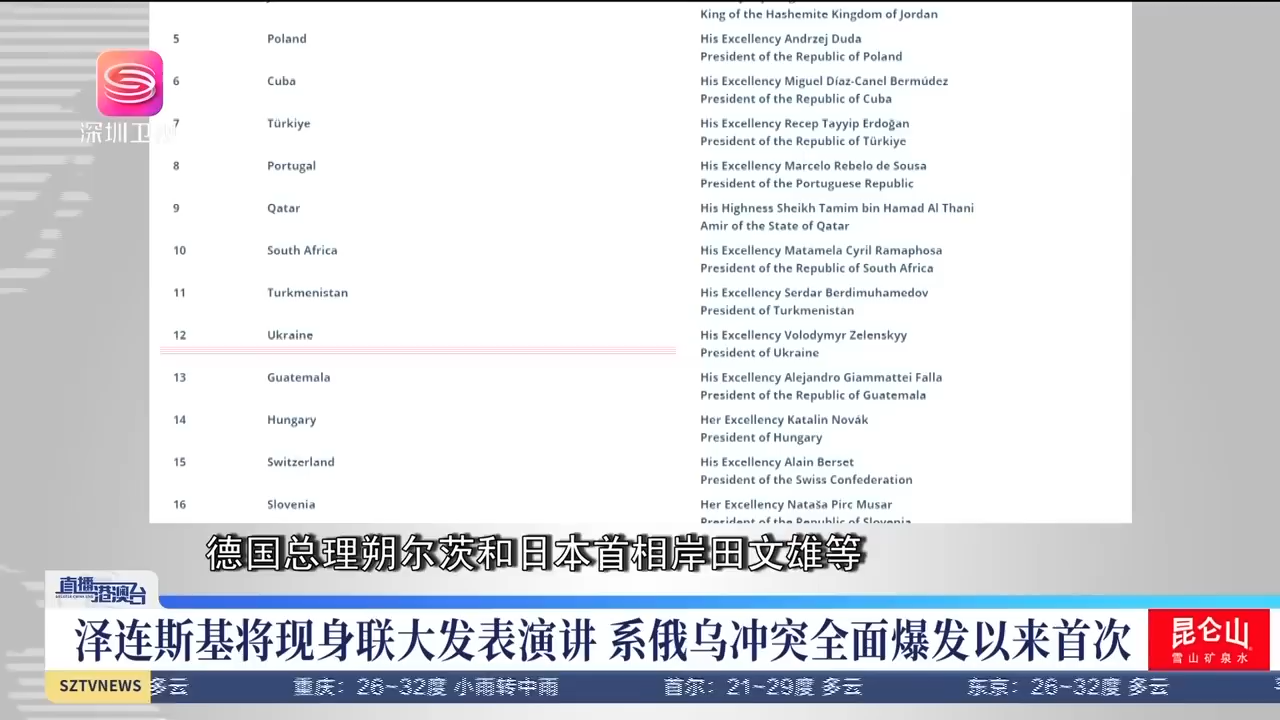 King of the Hashemite Kingdom of Jordan
5 Poland His Excellency Andrzej Duda
President of the Republic of Poland
6 Cuba His Excellency Miguel Díaz-Canel Bermúdez
President of the Republic of Cuba
7 Türkiye His Excellency Recep Tayyip Erdoğan
President of the Republic of Türkiye
8 Portugal His Excellency Marcelo Rebelo de Sousa
President of the Portuguese Republic
9 Qatar His Highness Sheikh Tamim bin Hamad Al Thani
Amir of the State of Qatar
10 South Africa His Excellency Matamela Cyril Ramaphosa
President of the Republic of South Africa
11 Turkmenistan His Excellency Serdar Berdimuhamedov
President of Turkmenistan
12 Ukraine His Excellency Volodymyr Zelenskyy
President of Ukraine
13 Guatemala His Excellency Alejandro Giammattei Falla
President of the Republic of Guatemala
14 Hungary Her Excellency Katalin Novák
President of Hungary
15 Switzerland His Excellency Alain Berset
President of the Swiss Confederation
16 Slovenia Her Excellency Nataša Pirc Musar
President of the Republic of Slovenia
深圳卫
德国总理朔尔茨和日本首相岸田文雄等
直播港澳台
泽连斯基将现身联大发表演讲 系俄乌冲突全面爆发以来首次
昆仑山
雪山矿泉水
SZTVNEWS 多云 重庆：26~32度 小雨转中雨 首尔：21~28度 多云 东京：26~32度 多云